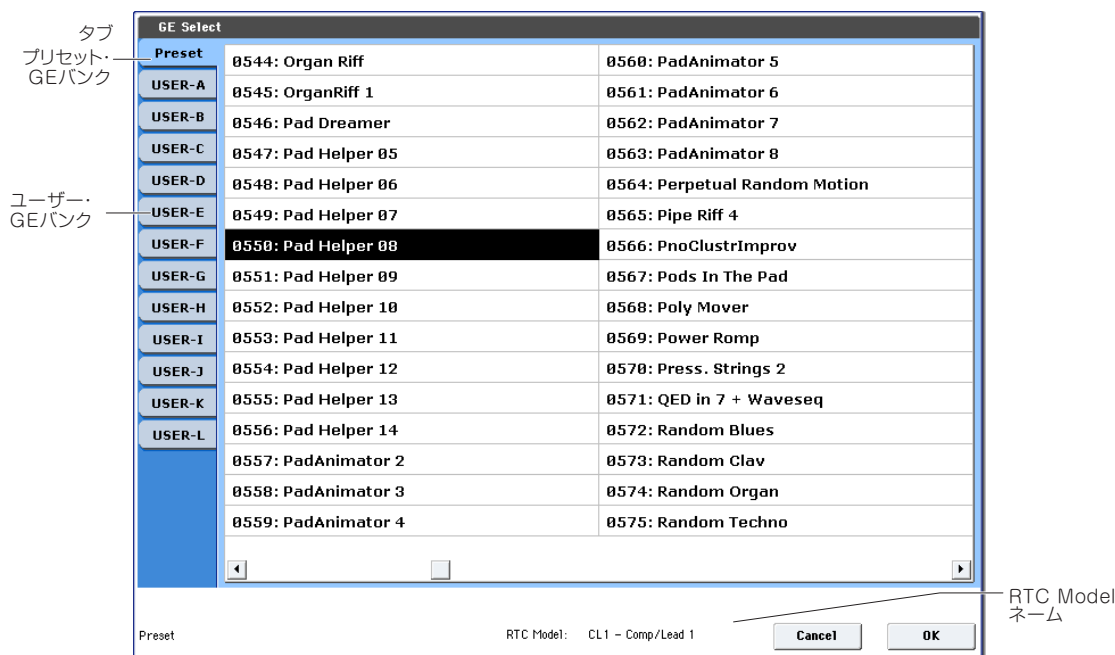 GE Select
タブ
プリセット・
GEバンク
ユーザー・
GEバンク
Preset
USER-A
USER-B
USER-C
USER-D
USER-E
USER-F
USER-G
USER-H
USER-I
USER-J
USER-K
USER-L
0544: Organ Riff
0545: OrganRiff 1
0546: Pad Dreamer
0547: Pad Helper 05
0548: Pad Helper 06
0549: Pad Helper 07
0550: Pad Helper 08
0551: Pad Helper 09
0552: Pad Helper 10
0553: Pad Helper 11
0554: Pad Helper 12
0555: Pad Helper 13
0556: Pad Helper 14
0557: PadAnimator 2
0558: PadAnimator 3
0559: PadAnimator 4
0560: PadAnimator 5
0561: PadAnimator 6
0562: PadAnimator 7
0563: PadAnimator 8
0564: Perpetual Random Motion
0565: Pipe Riff 4
0566: PnoClustrImprov
0567: Pods In The Pad
0568: Poly Mover
0569: Power Romp
0570: Press. Strings 2
0571: QED in 7 + Waveseq
0572: Random Blues
0573: Random Clav
0574: Random Organ
0575: Random Techno
Preset
RTC Model: CL1 - Comp/Lead 1
Cancel
OK
RTC Model
ネーム